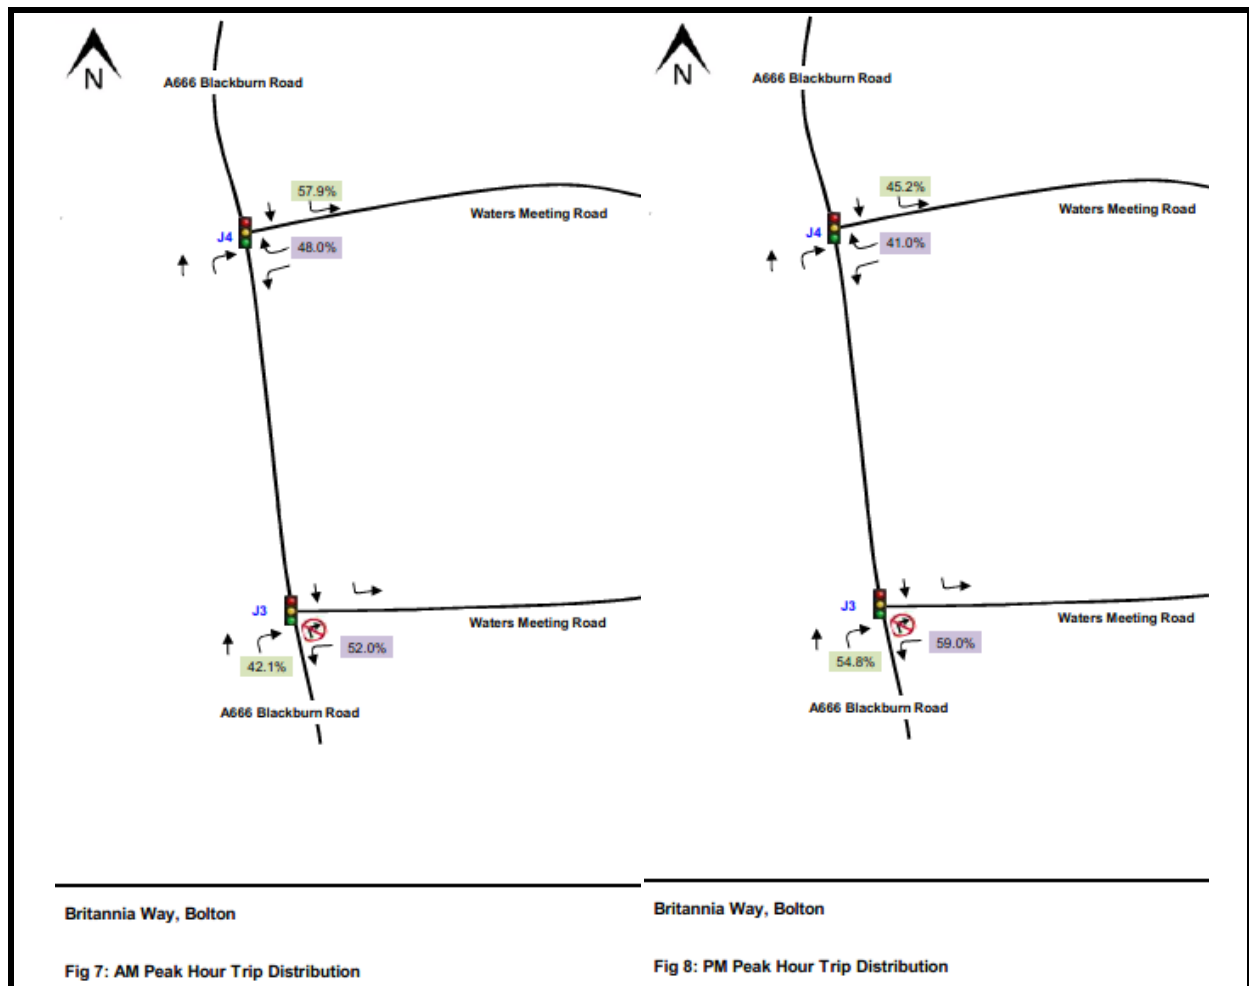 N
A666 Blackburn Road
57.9%
Waters Meeting Road
J4
48.0%
J3
Waters Meeting Road
52.0%
42.1%
A666 Blackburn Road
Britannia Way, Bolton
Fig 7: AM Peak Hour Trip Distribution
N
A666 Blackburn Road
45.2%
Waters Meeting Road
J4
41.0%
J3
Waters Meeting Road
59.0%
54.8%
A666 Blackburn Road
Britannia Way, Bolton
Fig 8: PM Peak Hour Trip Distribution